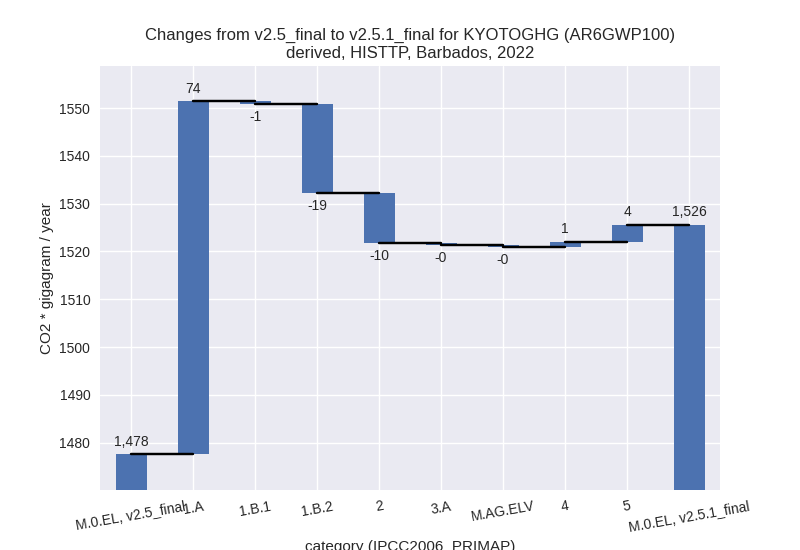 Changes from v2.5_final to v2.5.1_final for KYOTOGHG (AR6GWP100)
derived, HISTTP, Barbados, 2022
CO2 * gigagram / year
1550
1540
1530
1520
1510
1500
1490
1480
1,478
74
-1
-19
-10
-0
-0
1
4
1,526
M.0.EL, v2.5_final
1.A
1.B.1
1.B.2
2
3.A
M.AG.ELV
4
5
M.0.EL, v2.5.1_final
category (IPCC2006_PRIMAP)